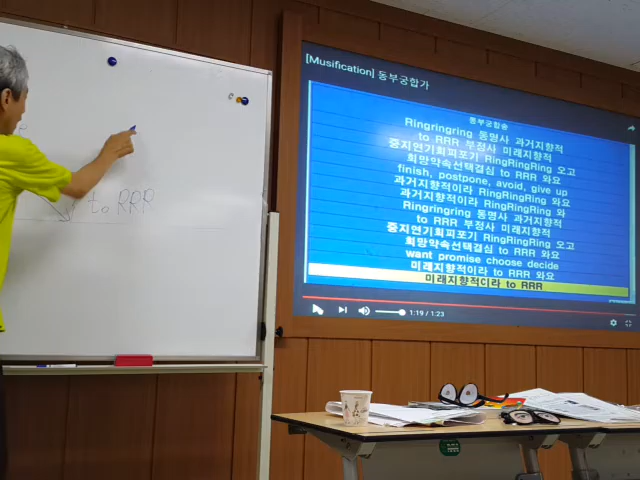 to RRR
[Musification] 동부궁합가
동부궁합송
Ringringring 동명사 과거지향적
to RRR 부정사 미래지향적
중지연기회피포기 RingRingRing 오고
희망약속선택결심 to RRR 와요
finish, postpone, avoid, give up
과거지향적이라 RingRingRing 와요
과거지향적이라 RingRingRing 와
Ringringring 동명사 과거지향적
to RRR 부정사 미래지향적
중지연기회피포기 RingRingRing 오고
희망약속선택결심 to RRR 와요
want promise choose decide
미래지향적이라 to RRR 와요
미래지향적이라 to RRR
1:19 / 1:23